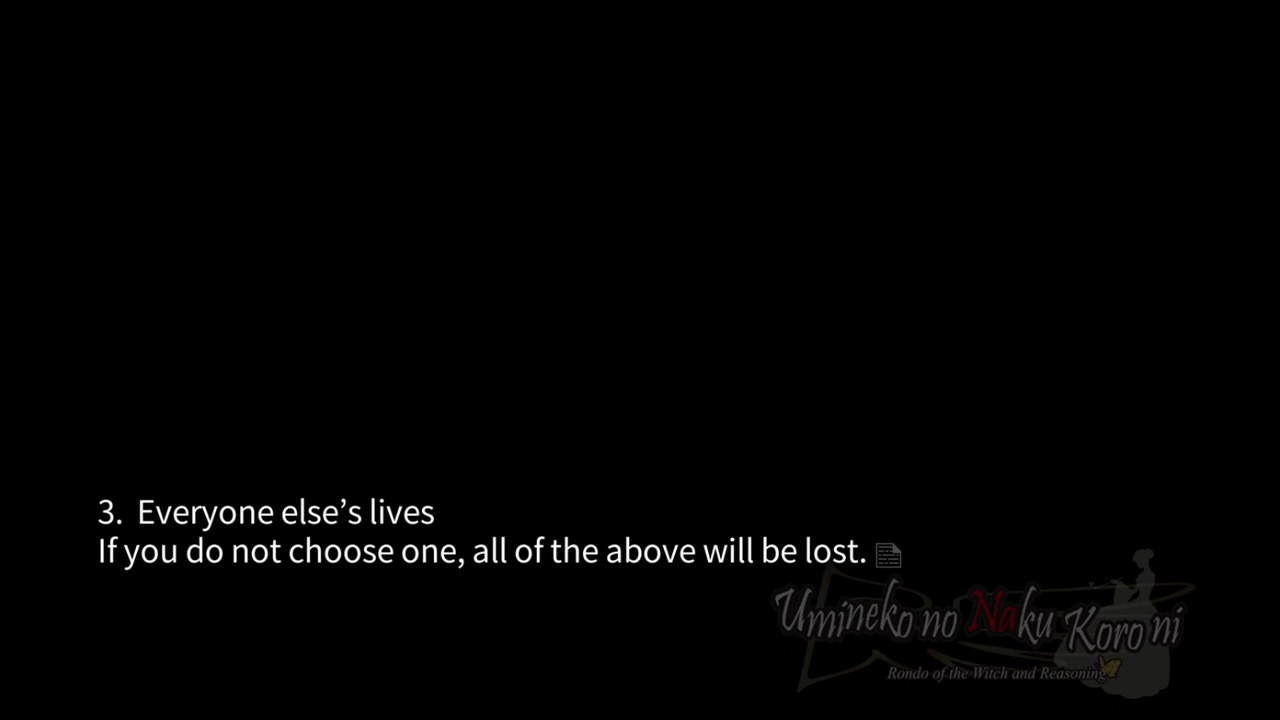 3. Everyone else’s lives
If you do not choose one, all of the above will be lost.
Umineko no Naku Koro ni
Rondo of the Witch and Reasoning